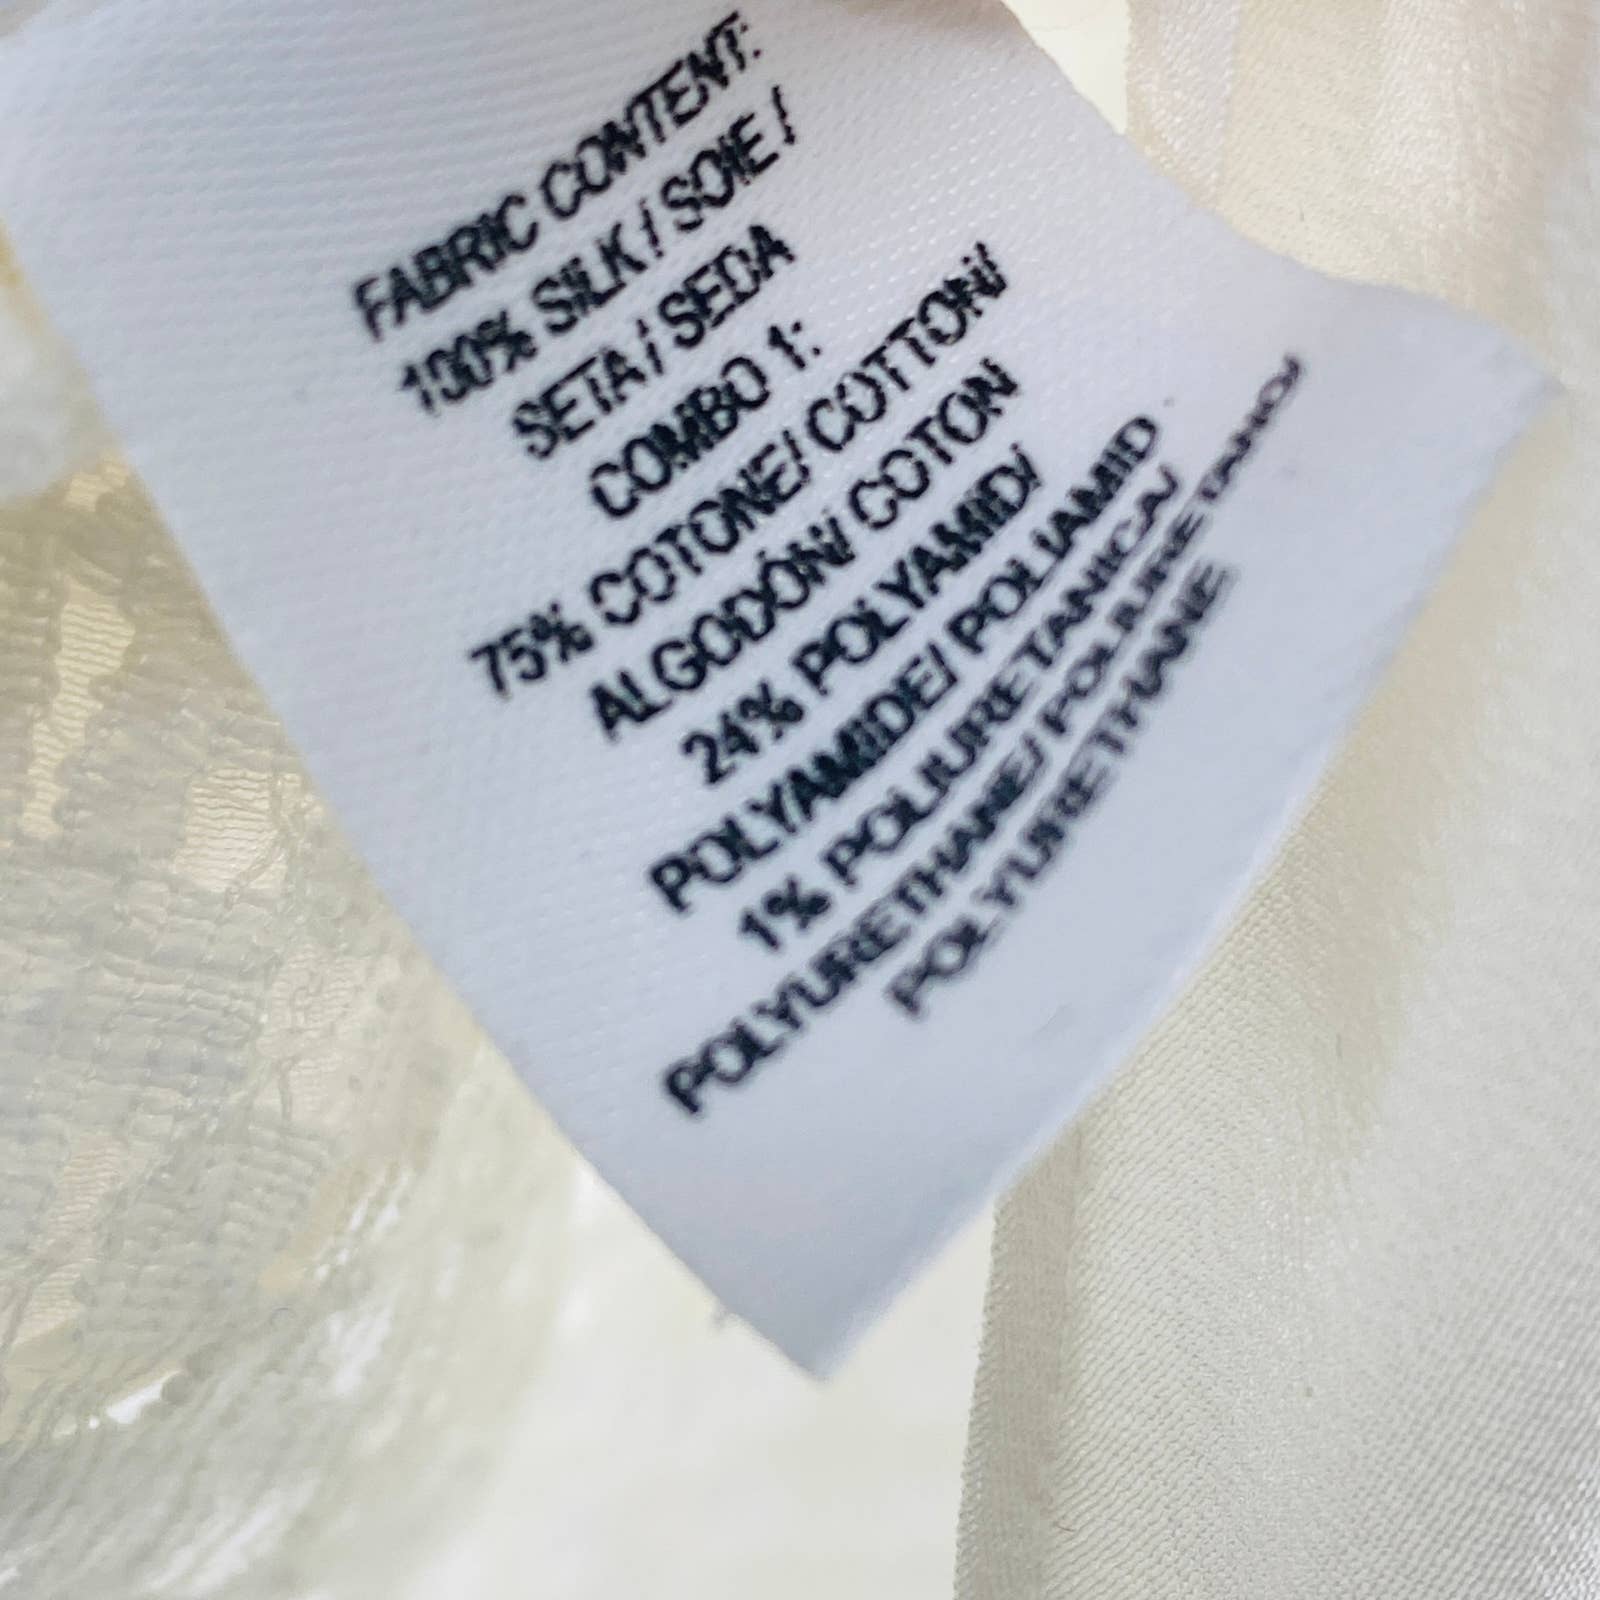 FABRIC CONTENT:
100% SILK / SOIE /
SETA / SEDA
COMBO 1:
75% COTONE/ COTTON/
ALGODÓN/ COTON
24% POLYAMID/
POLYAMIDE/ POLIAMID
1% POLIURETANICA/
POLYURETHANE/ POLIURETANO/
POLYURETHANE